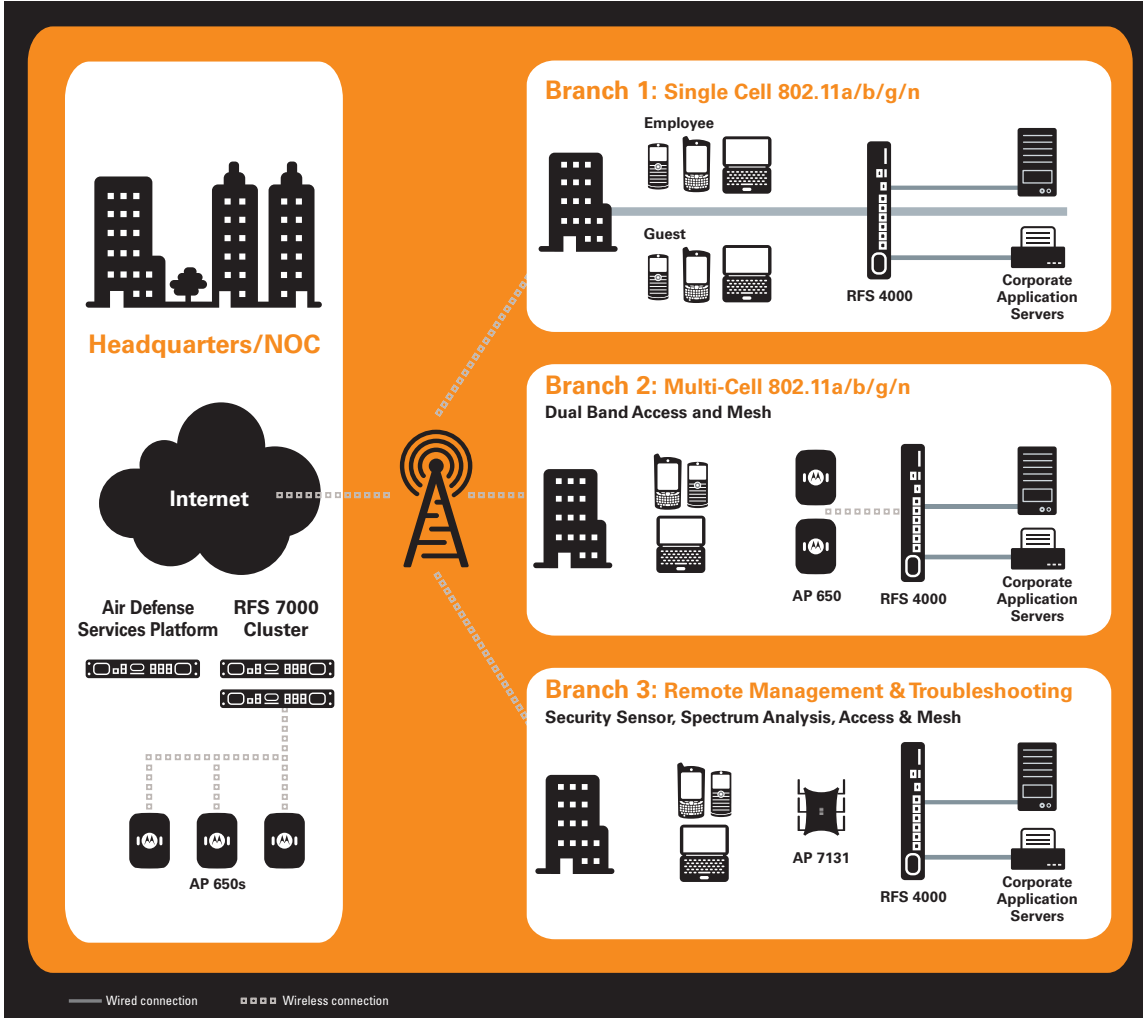 Headquarters/NOC
Internet
Air Defense
Services Platform
RFS 7000
Cluster
AP 650s
Branch 1: Single Cell 802.11a/b/g/n
Employee
Guest
RFS 4000
Corporate
Application
Servers
Branch 2: Multi-Cell 802.11a/b/g/n
Dual Band Access and Mesh
AP 650
RFS 4000
Corporate
Application
Servers
Branch 3: Remote Management & Troubleshooting
Security Sensor, Spectrum Analysis, Access & Mesh
AP 7131
RFS 4000
Corporate
Application
Servers
Wired connection
Wireless connection